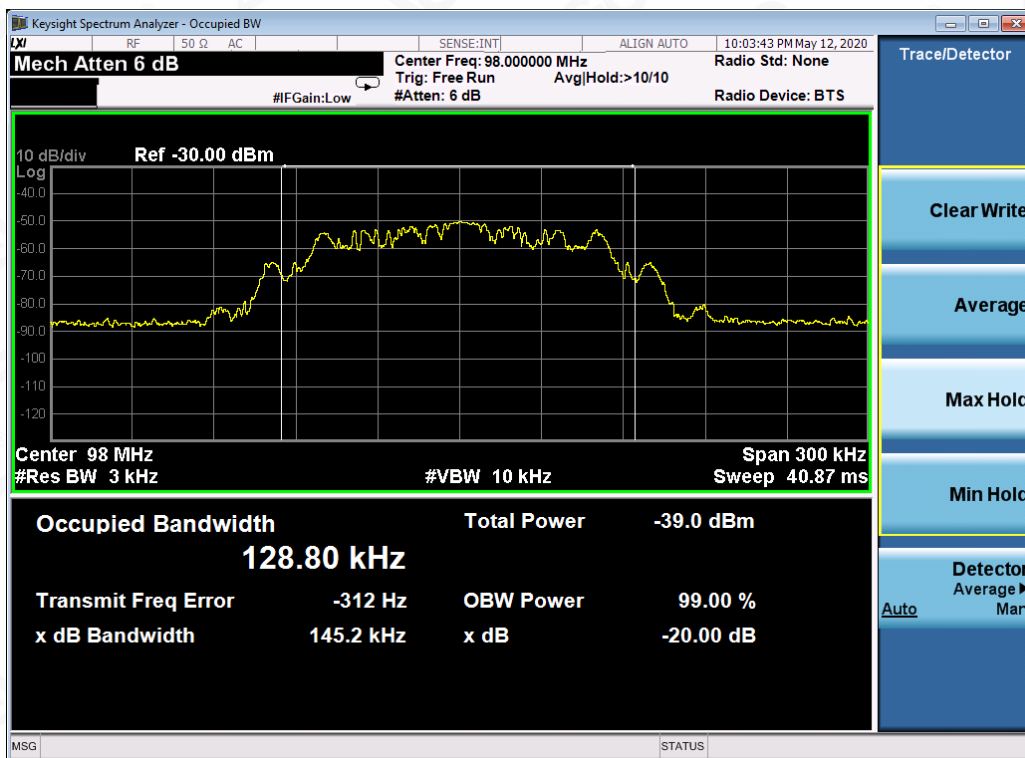 Keysight Spectrum Analyzer - Occupied BW
LXI RF 50 Ω AC SENSE:INT ALIGN AUTO 10:03:43 PM May 12, 2020
Mech Atten 6 dB
Center Freq: 98.000000 MHz
Radio Std: None
Trig: Free Run Avg|Hold:>10/10
#IFGain:Low
#Atten: 6 dB
Radio Device: BTS
10 dB/div Ref -30.00 dBm
Log
-40.0
-50.0
-60.0
-70.0
-80.0
-90.0
-100
-110
-120
Center 98 MHz Span 300 kHz
#Res BW 3 kHz #VBW 10 kHz Sweep 40.87 ms
Occupied Bandwidth Total Power -39.0 dBm
128.80 kHz
Transmit Freq Error -312 Hz OBW Power 99.00 %
x dB Bandwidth 145.2 kHz x dB -20.00 dB
MSG STATUS
Trace/Detector
Clear Write
Average
Max Hold
Min Hold
Detector
Average
Auto Man